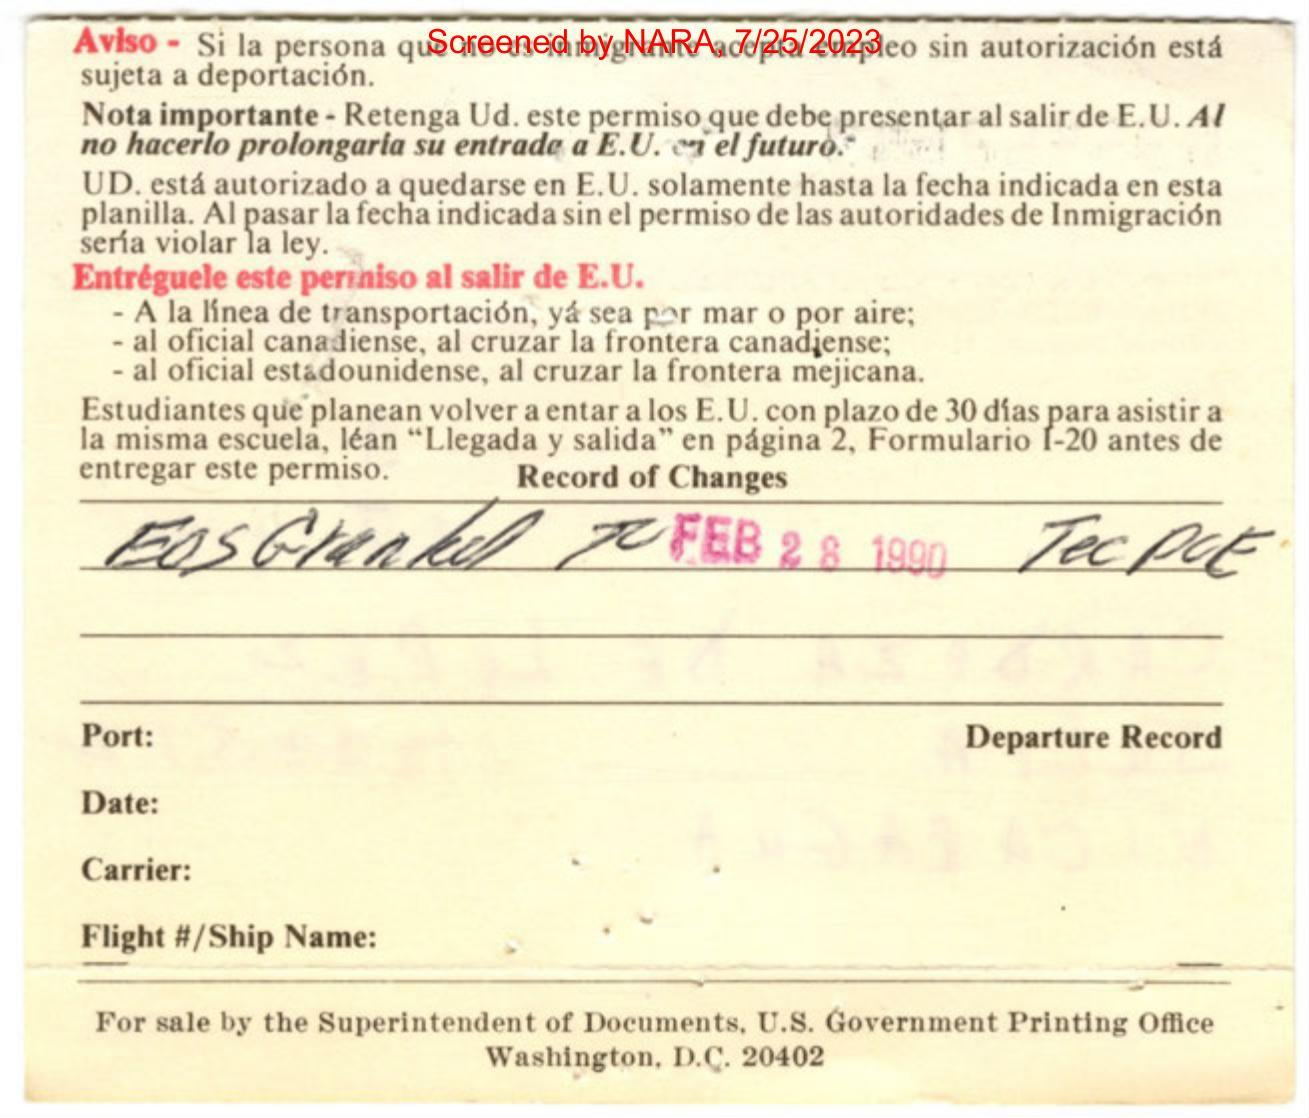 Screened by NARA, 7/25/2023
Aviso - Si la persona que no es inmigrante acepta empleo sin autorización está
sujeta a deportación.
Nota importante - Retenga Ud. este permiso que debe presentar al salir de E.U. Al
no hacerlo prolongaría su entrada a E.U. en el futuro.
UD. está autorizado a quedarse en E.U. solamente hasta la fecha indicada en esta
planilla. Al pasar la fecha indicada sin el permiso de las autoridades de Inmigración
sería violar la ley.
Entréguele este permiso al salir de E.U.
- A la línea de transportación, yá sea por mar o por aire;
- al oficial canadiense, al cruzar la frontera canadiense;
- al oficial estadounidense, al cruzar la frontera mejicana.
Estudiantes que planean volver a entar a los E.U. con plazo de 30 días para asistir a
la misma escuela, léan “Llegada y salida” en página 2, Formulario I-20 antes de
entregar este permiso.
Record of Changes
EOS Granted To FEB 28 1990
Port:
Departure Record
Date:
Carrier:
Flight #/Ship Name:
For sale by the Superintendent of Documents, U.S. Government Printing Office
Washington, D.C. 20402